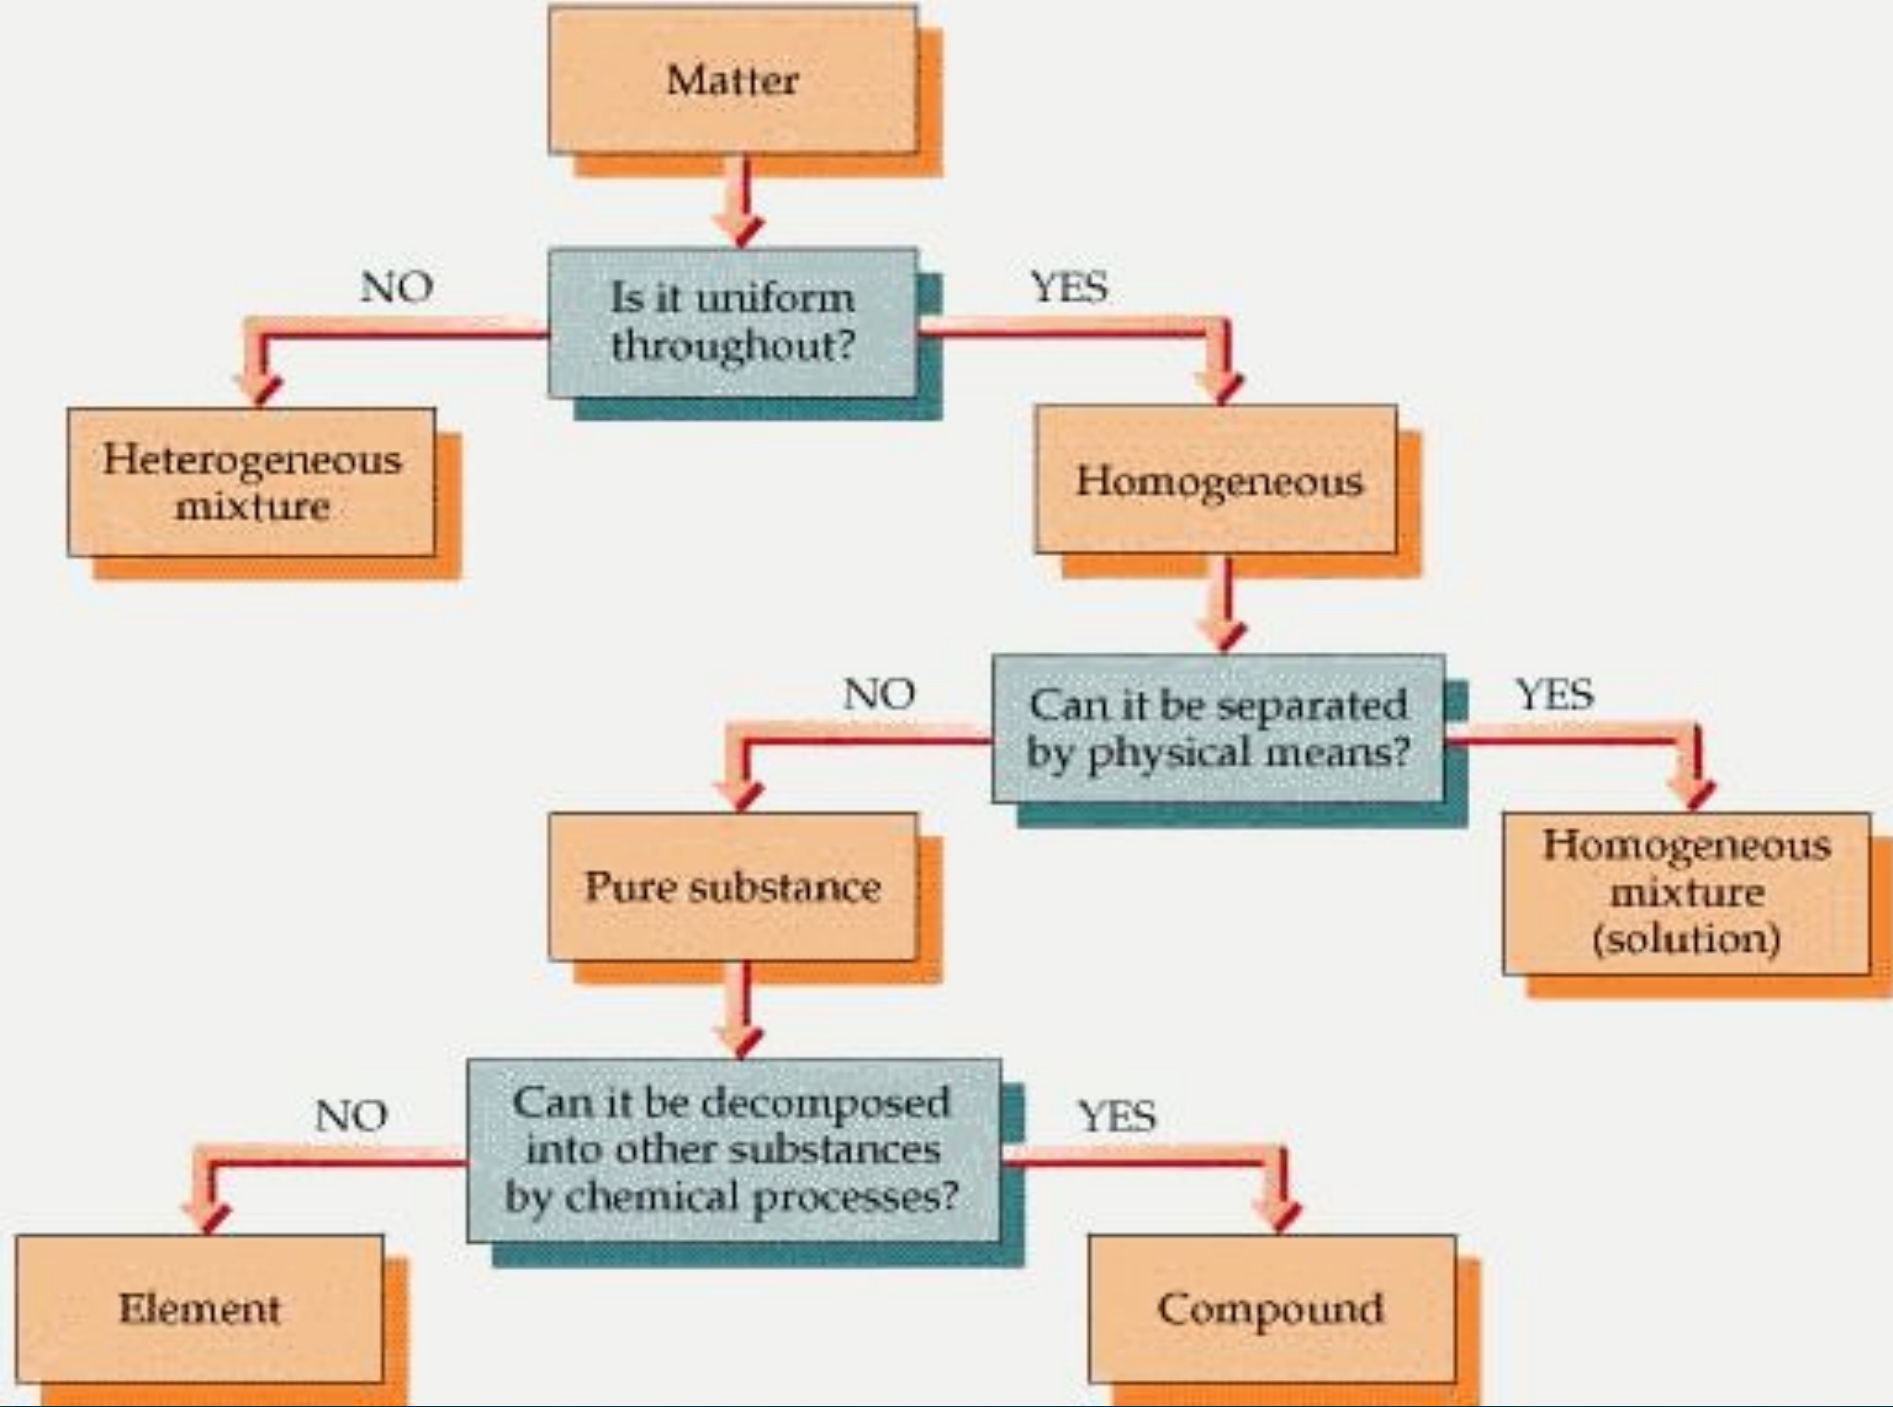 Matter
NO
Is it uniform
throughout?
YES
Heterogeneous
mixture
Homogeneous
NO
Can it be separated
by physical means?
YES
Pure substance
Homogeneous
mixture
(solution)
NO
Can it be decomposed
into other substances
by chemical processes?
YES
Element
Compound